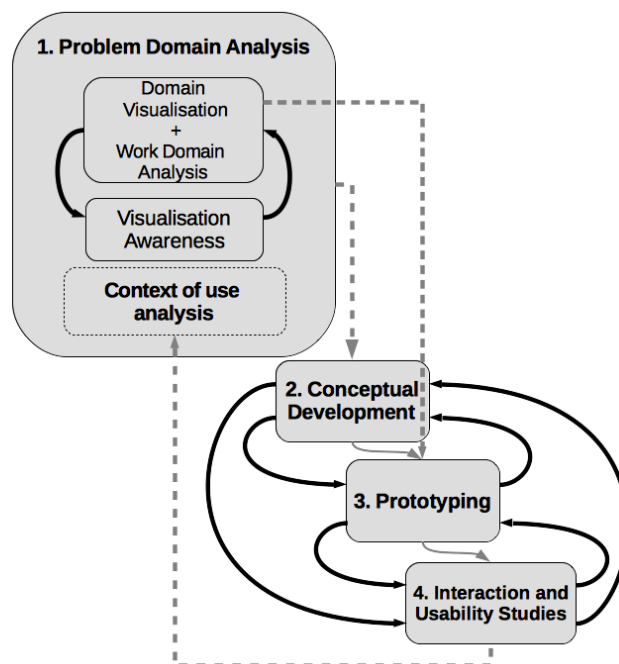 1. Problem Domain Analysis
Domain
Visualisation
+
Work Domain
Analysis
Visualisation
Awareness
Context of use
analysis
2. Conceptual
Development
3. Prototyping
4. Interaction and
Usability Studies